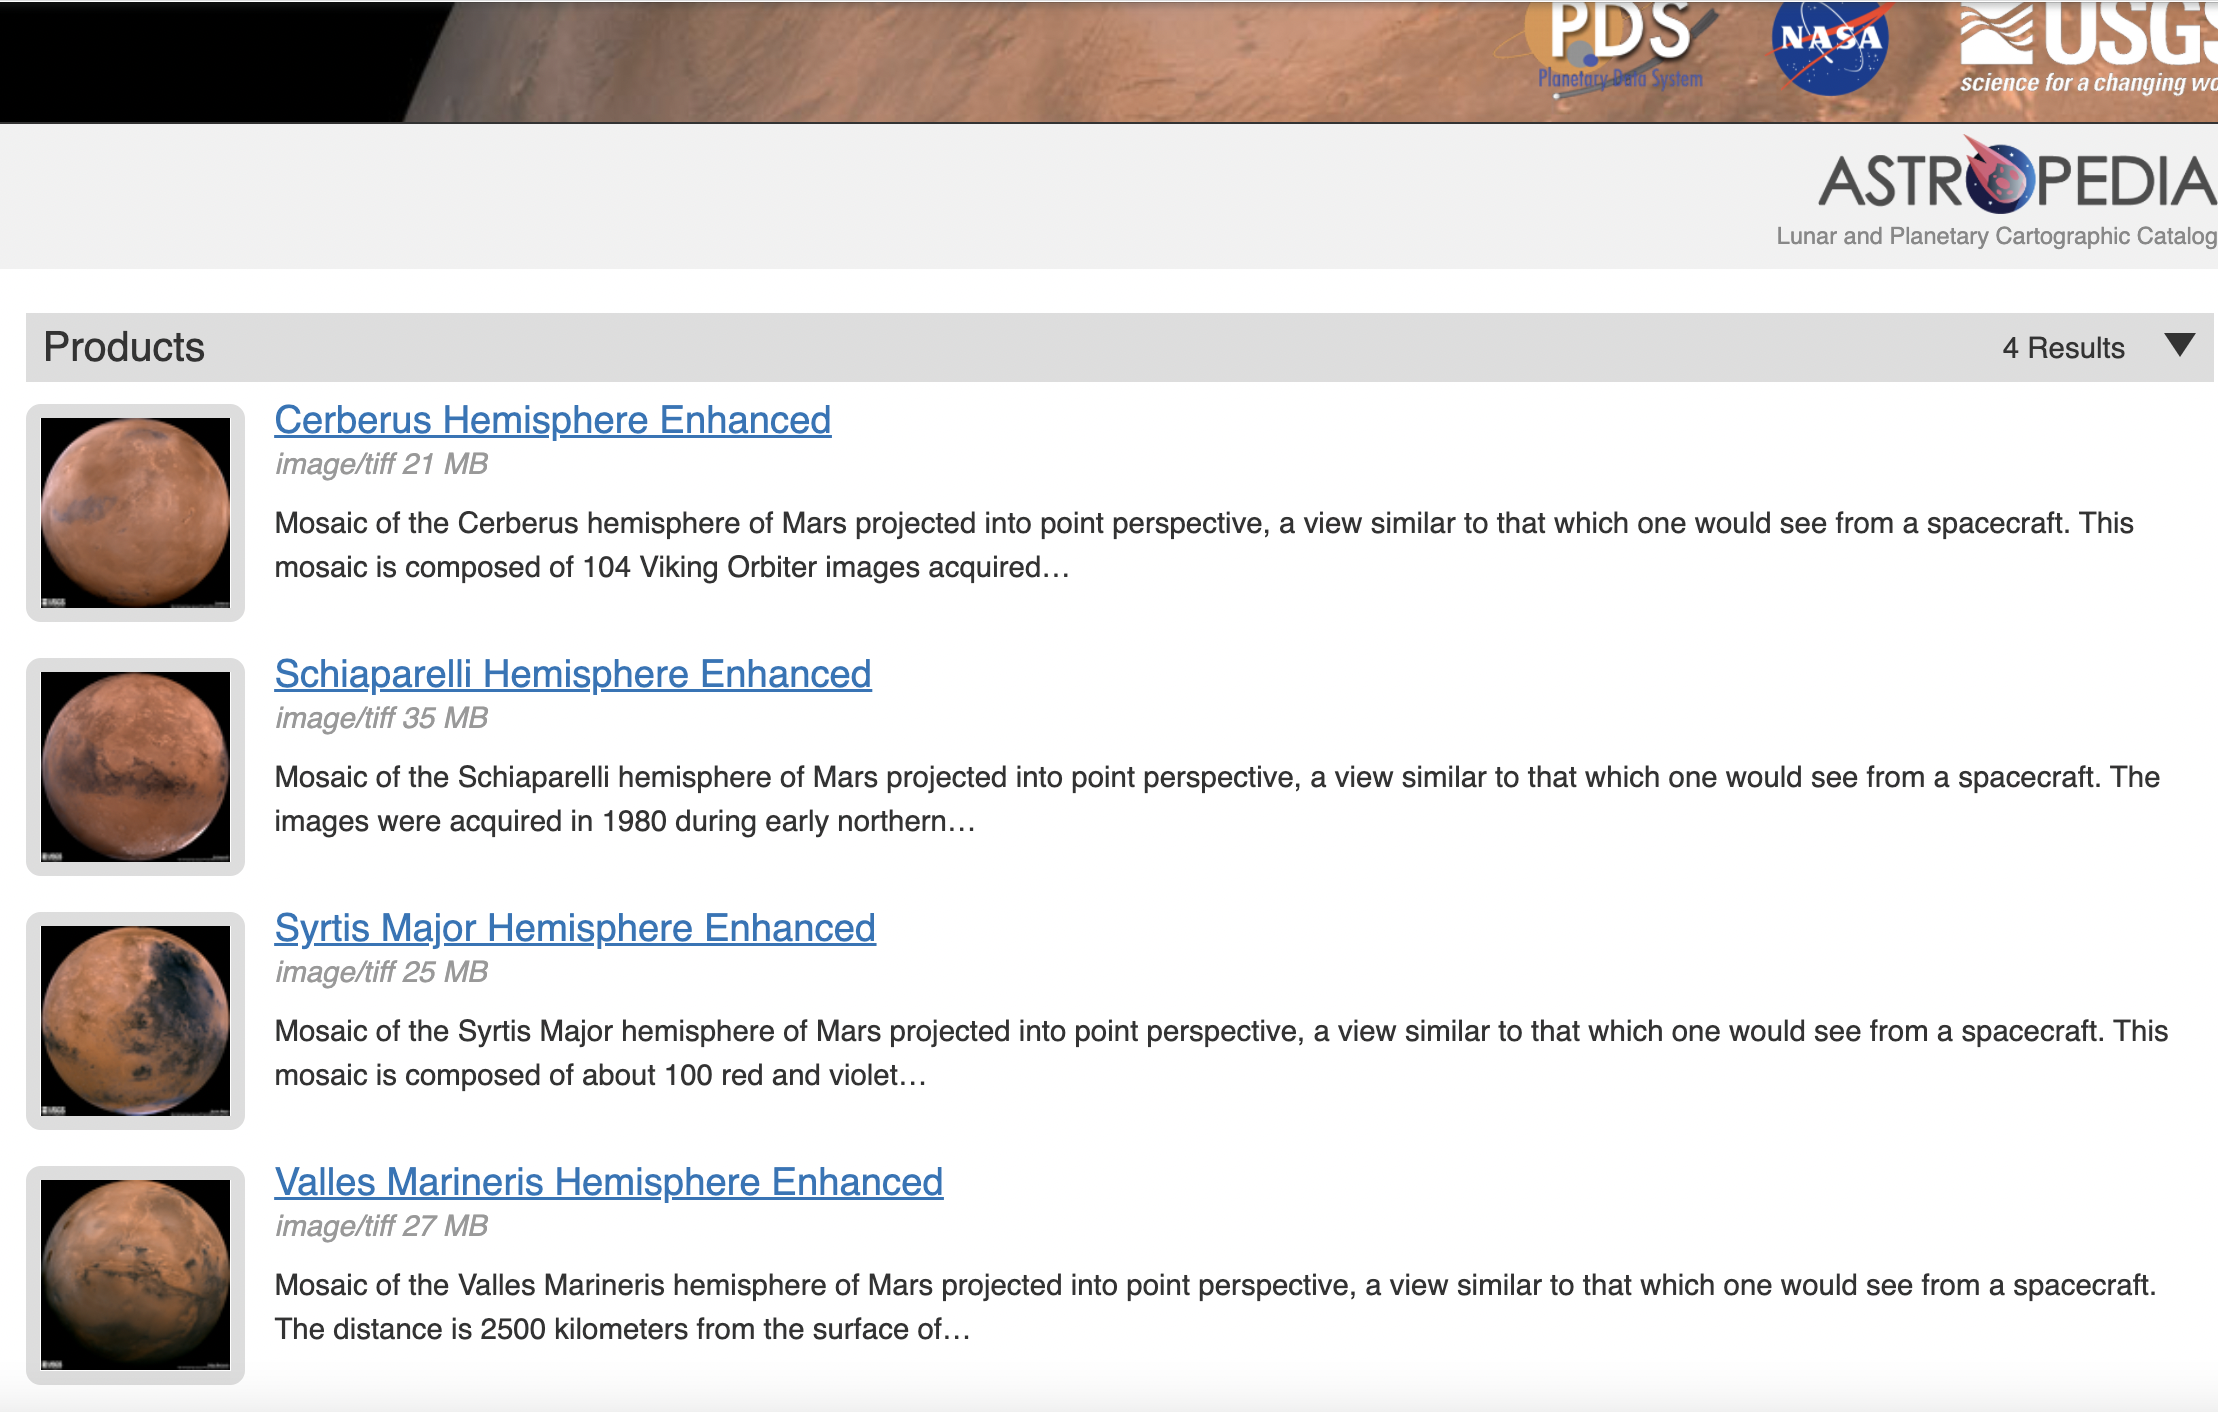 PDS
Planetary Data System
NASA
USGS
science for a changing wo
ASTROPEDIA
Lunar and Planetary Cartographic Catalog
Products
4 Results
Cerberus Hemisphere Enhanced
image/tiff 21 MB
Mosaic of the Cerberus hemisphere of Mars projected into point perspective, a view similar to that which one would see from a spacecraft. This
mosaic is composed of 104 Viking Orbiter images acquired…
Schiaparelli Hemisphere Enhanced
image/tiff 35 MB
Mosaic of the Schiaparelli hemisphere of Mars projected into point perspective, a view similar to that which one would see from a spacecraft. The
images were acquired in 1980 during early northern…
Syrtis Major Hemisphere Enhanced
image/tiff 25 MB
Mosaic of the Syrtis Major hemisphere of Mars projected into point perspective, a view similar to that which one would see from a spacecraft. This
mosaic is composed of about 100 red and violet…
Valles Marineris Hemisphere Enhanced
image/tiff 27 MB
Mosaic of the Valles Marineris hemisphere of Mars projected into point perspective, a view similar to that which one would see from a spacecraft.
The distance is 2500 kilometers from the surface of…